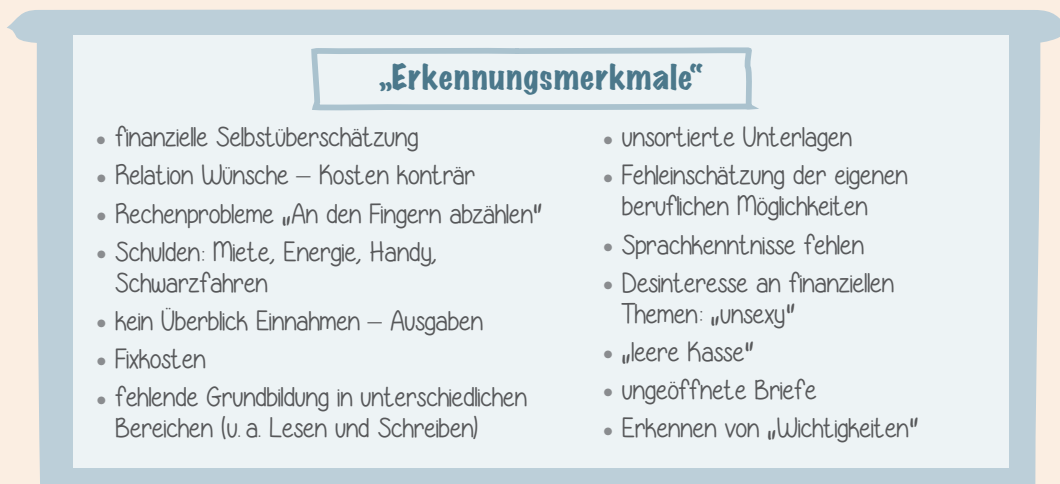 „Erkennungsmerkmale“
• finanzielle Selbstüberschätzung
• Relation Wünsche – Kosten konträr
• Rechenprobleme „An den Fingern abzählen"
• Schulden: Miete, Energie, Handy,
Schwarzfahren
• kein Überblick Einnahmen – Ausgaben
• Fixkosten
• fehlende Grundbildung in unterschiedlichen
Bereichen (u. a. Lesen und Schreiben)
• unsortierte Unterlagen
• Fehleinschätzung der eigenen
beruflichen Möglichkeiten
• Sprachkenntnisse fehlen
• Desinteresse an finanziellen
Themen: „unsexy"
• „leere Kasse"
• ungeöffnete Briefe
• Erkennen von „Wichtigkeiten"